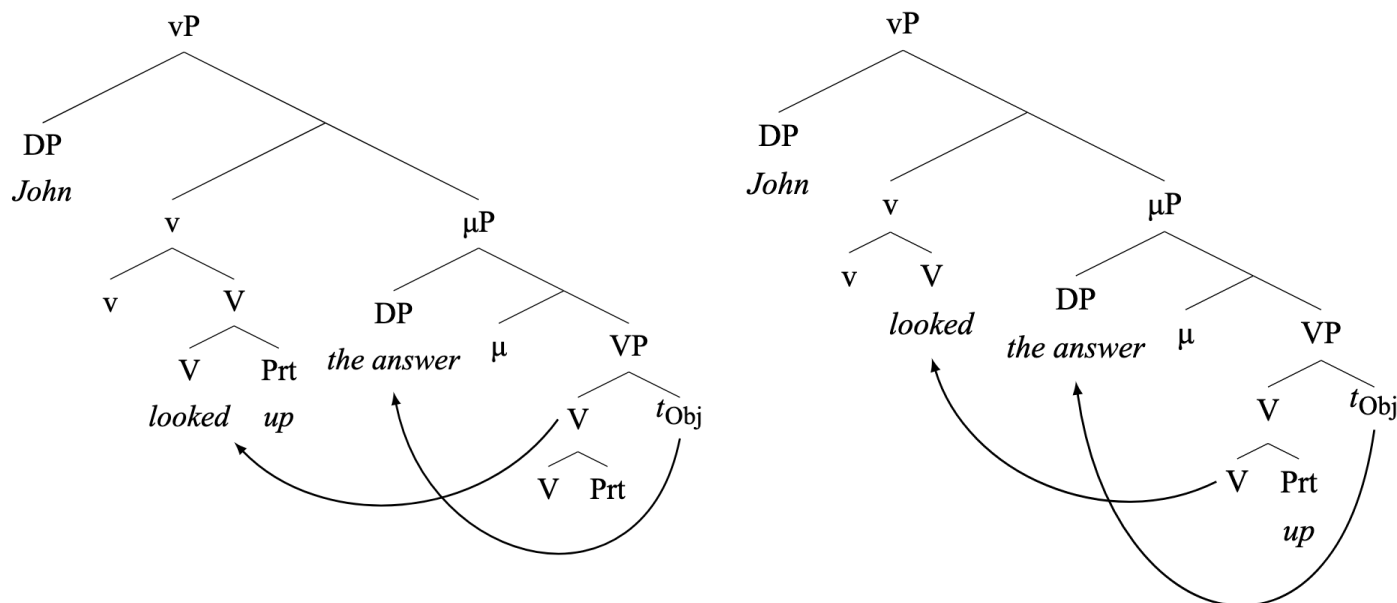 vP
DP
John
v
μP
v
V
DP
the answer
μ
VP
V
Prt
looked
up
V
tObj
V
Prt
vP
DP
John
v
μP
v
V
looked
DP
the answer
μ
VP
V
tObj
V
Prt
up